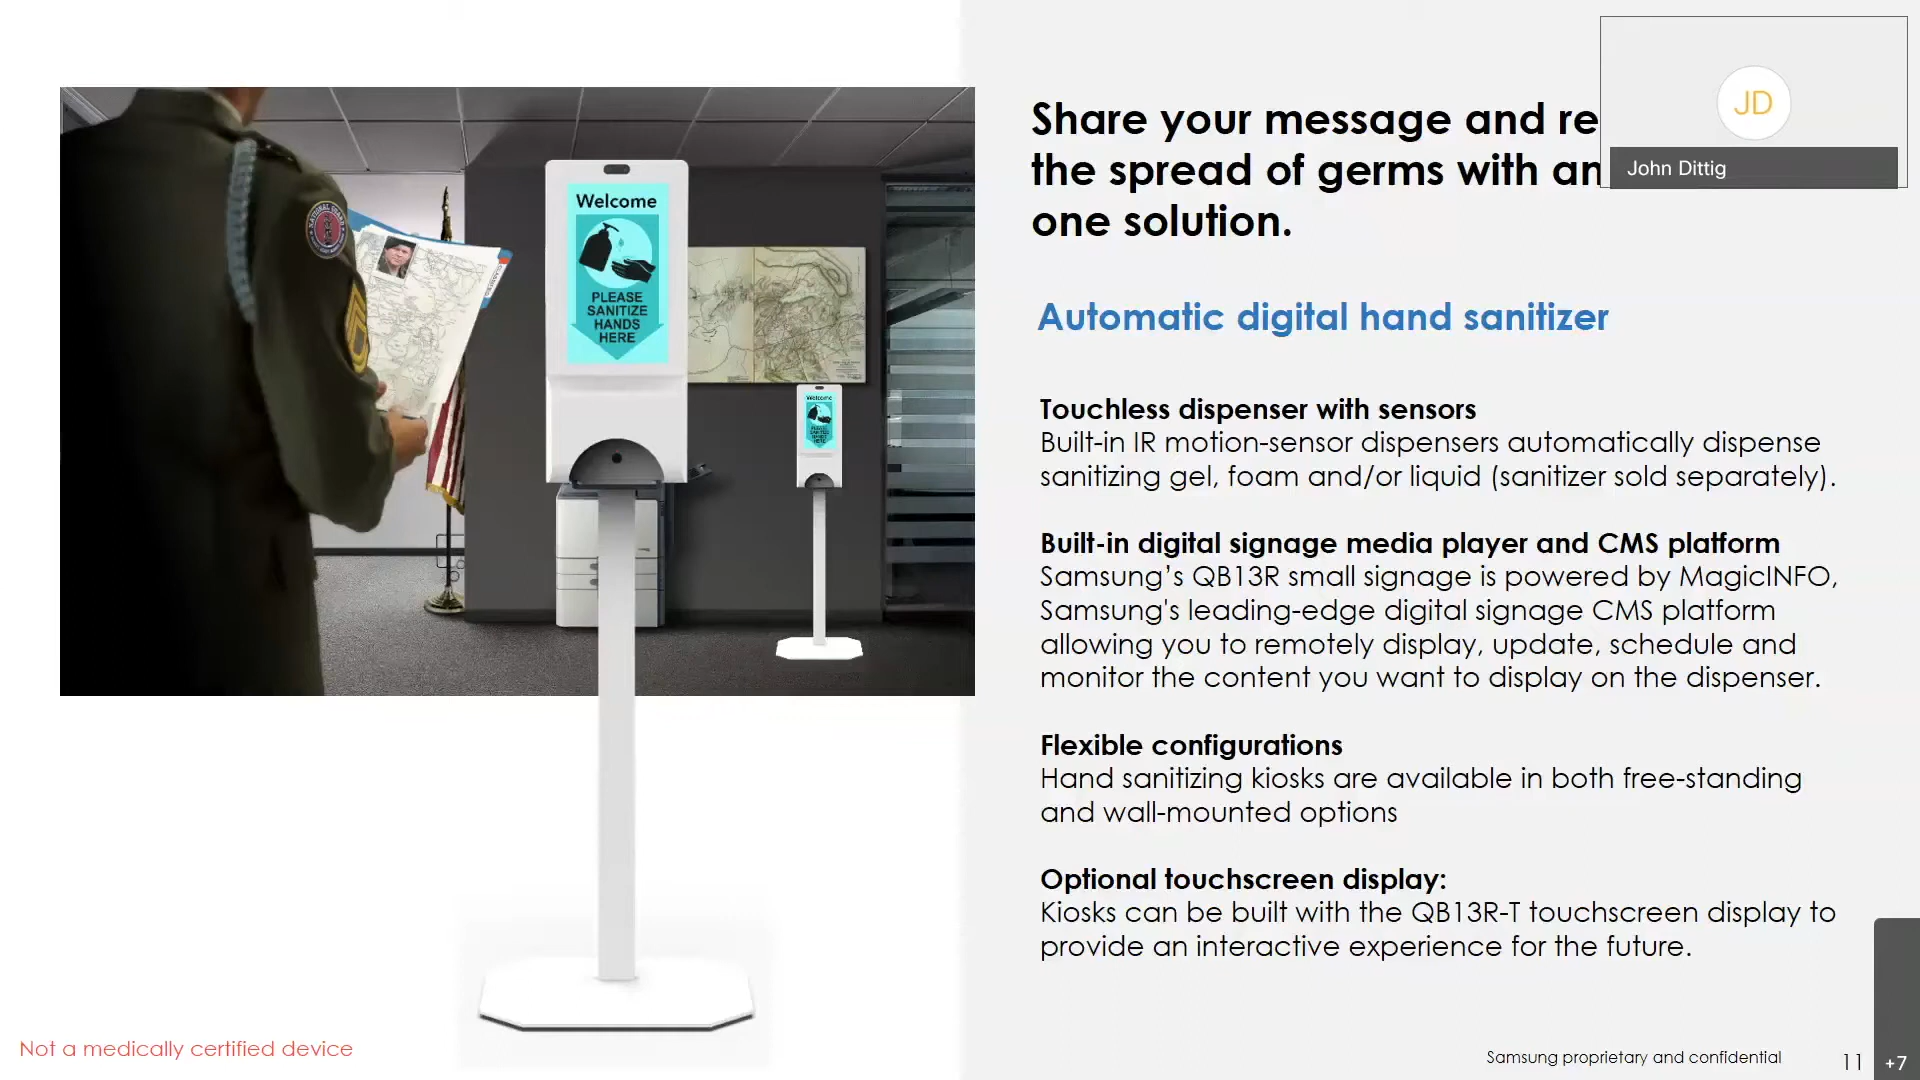 Share your message and re
the spread of germs with an
one solution.
JD
John Dittig
Automatic digital hand sanitizer
Touchless dispenser with sensors
Built-in IR motion-sensor dispensers automatically dispense
sanitizing gel, foam and/or liquid (sanitizer sold separately).
Built-in digital signage media player and CMS platform
Samsung’s QB13R small signage is powered by MagicINFO,
Samsung's leading-edge digital signage CMS platform
allowing you to remotely display, update, schedule and
monitor the content you want to display on the dispenser.
Flexible configurations
Hand sanitizing kiosks are available in both free-standing
and wall-mounted options
Optional touchscreen display:
Kiosks can be built with the QB13R-T touchscreen display to
provide an interactive experience for the future.
Welcome
PLEASE
SANITIZE
HANDS
HERE
Welcome
PLEASE
SANITIZE
HANDS
HERE
NATIONAL GUARD
Not a medically certified device
Samsung proprietary and confidential
11
+7